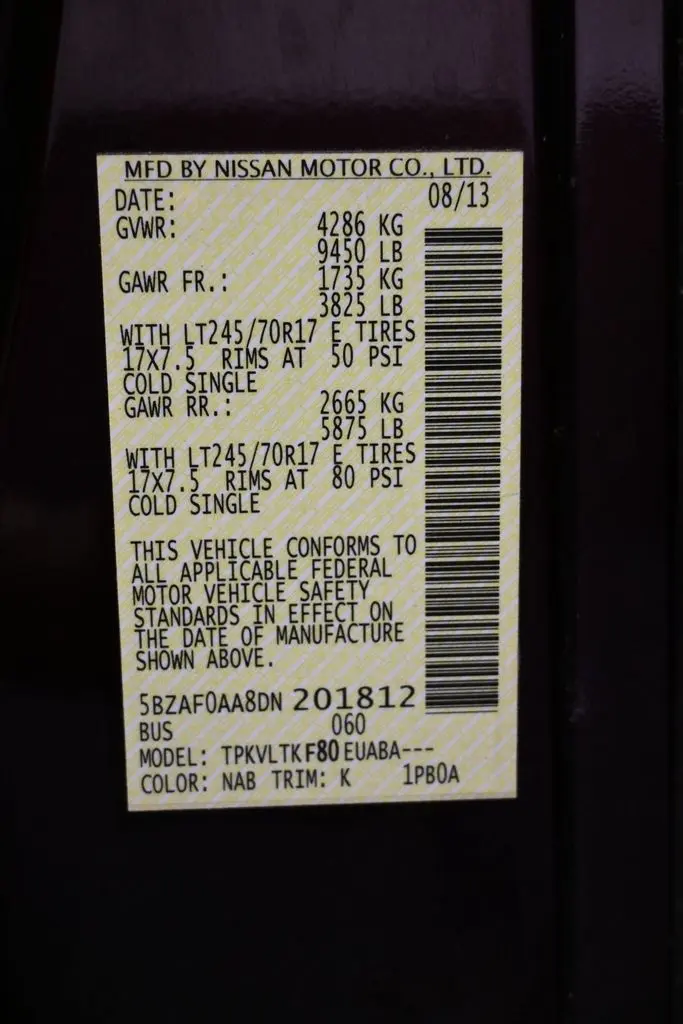 MFD BY NISSAN MOTOR CO., LTD.
DATE: 08/13
GVWR: 4286 KG
9450 LB
GAWR FR.: 1735 KG
3825 LB
WITH LT245/70R17 E TIRES
17X7.5 RIMS AT 50 PSI
COLD SINGLE
GAWR RR.: 2665 KG
5875 LB
WITH LT245/70R17 E TIRES
17X7.5 RIMS AT 80 PSI
COLD SINGLE
THIS VEHICLE CONFORMS TO
ALL APPLICABLE FEDERAL
MOTOR VEHICLE SAFETY
STANDARDS IN EFFECT ON
THE DATE OF MANUFACTURE
SHOWN ABOVE.
5BZAF0AA8DN 201812
BUS 060
MODEL: TPKVLTKF80EUABA---
COLOR: NAB TRIM: K 1PB0A